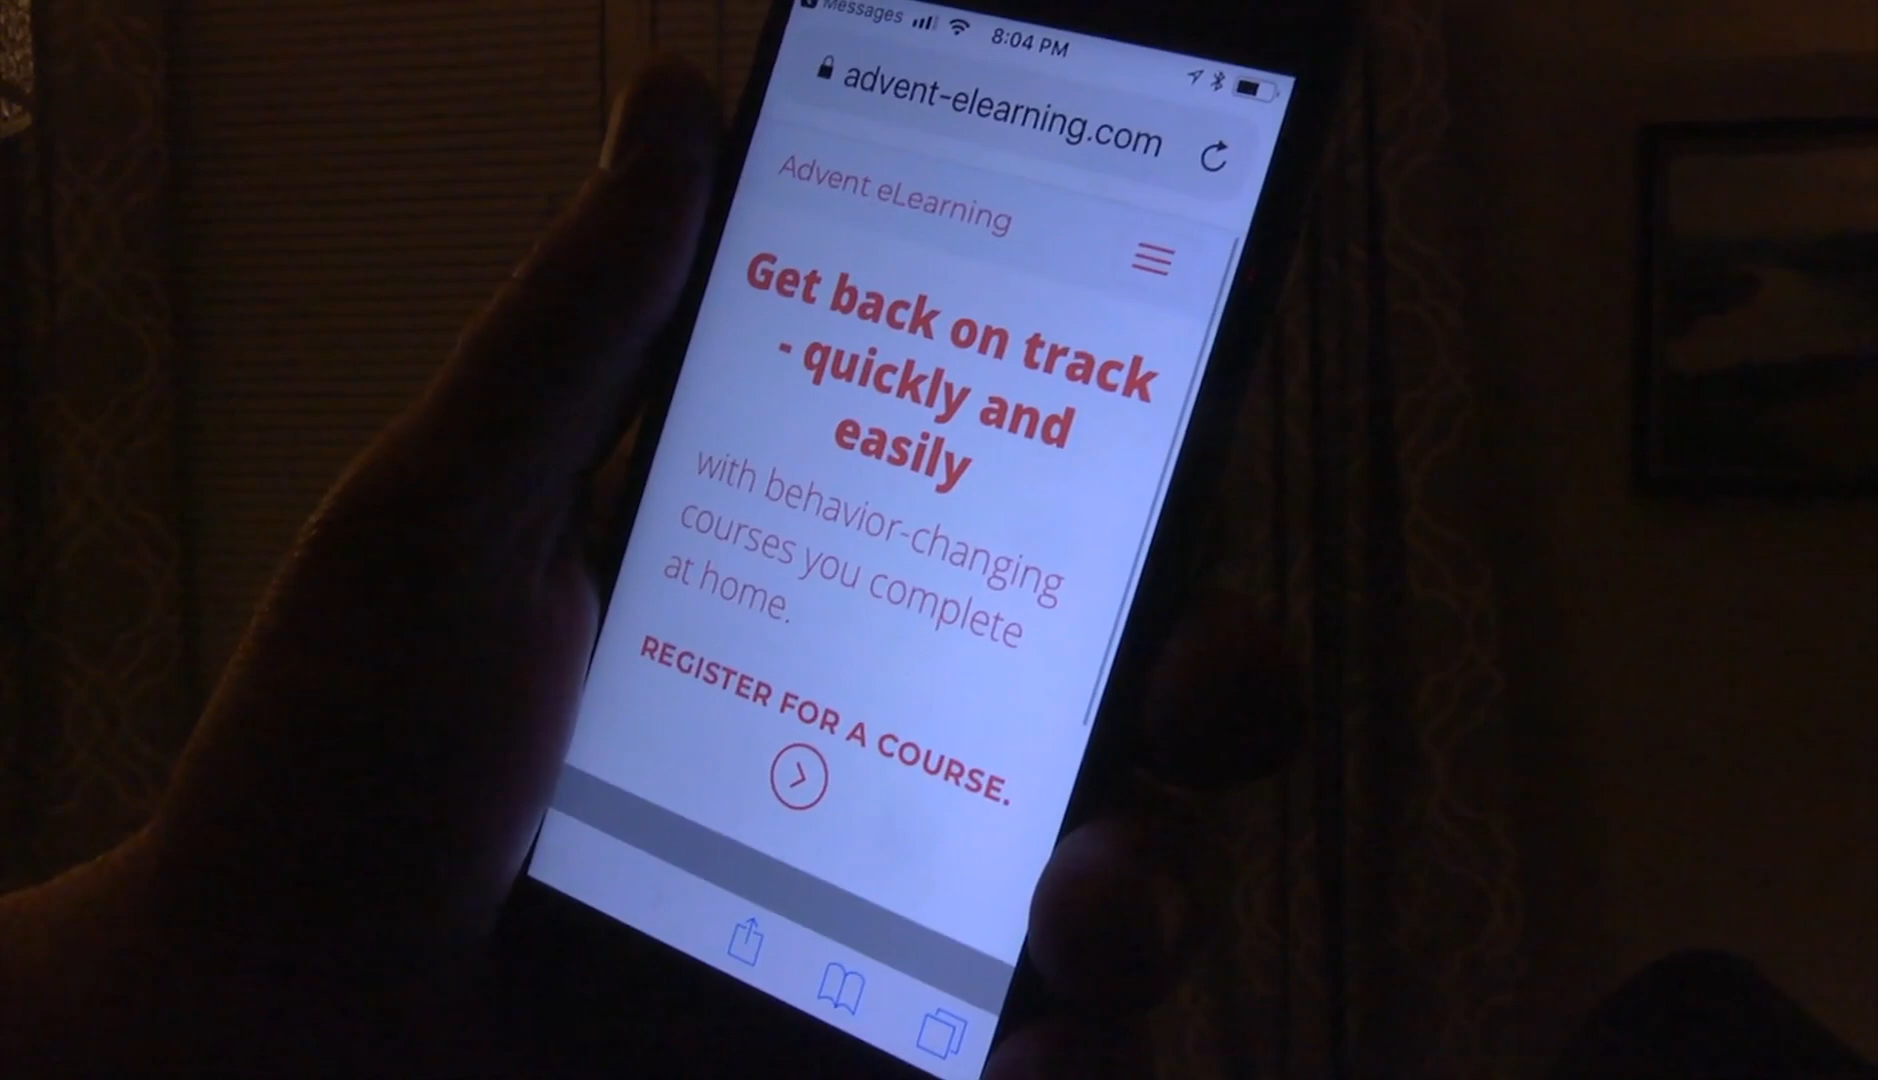 Messages 8:04 PM
advent-elearning.com
Advent eLearning
Get back on track
- quickly and
easily
with behavior-changing
courses you complete
at home.
REGISTER FOR A COURSE.